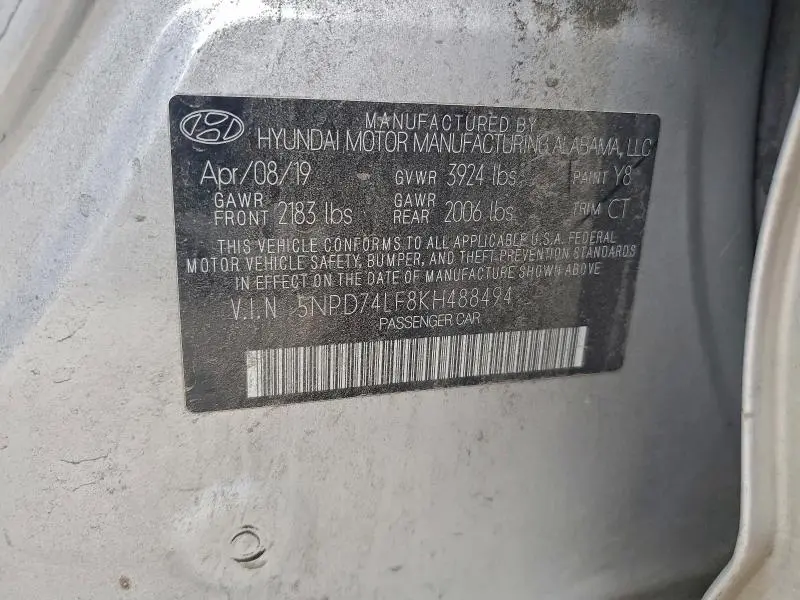 MANUFACTURED BY
HYUNDAI MOTOR MANUFACTURING ALABAMA, LLC
Apr/08/19 GVWR 3924 lbs PAINT Y8
GAWR FRONT 2183 lbs GAWR REAR 2006 lbs TRIM CT
THIS VEHICLE CONFORMS TO ALL APPLICABLE U.S.A. FEDERAL
MOTOR VEHICLE SAFETY, BUMPER, AND THEFT PREVENTION STANDARDS
IN EFFECT ON THE DATE OF MANUFACTURE SHOWN ABOVE
V.I.N 5NPD74LF8KH488494
PASSENGER CAR